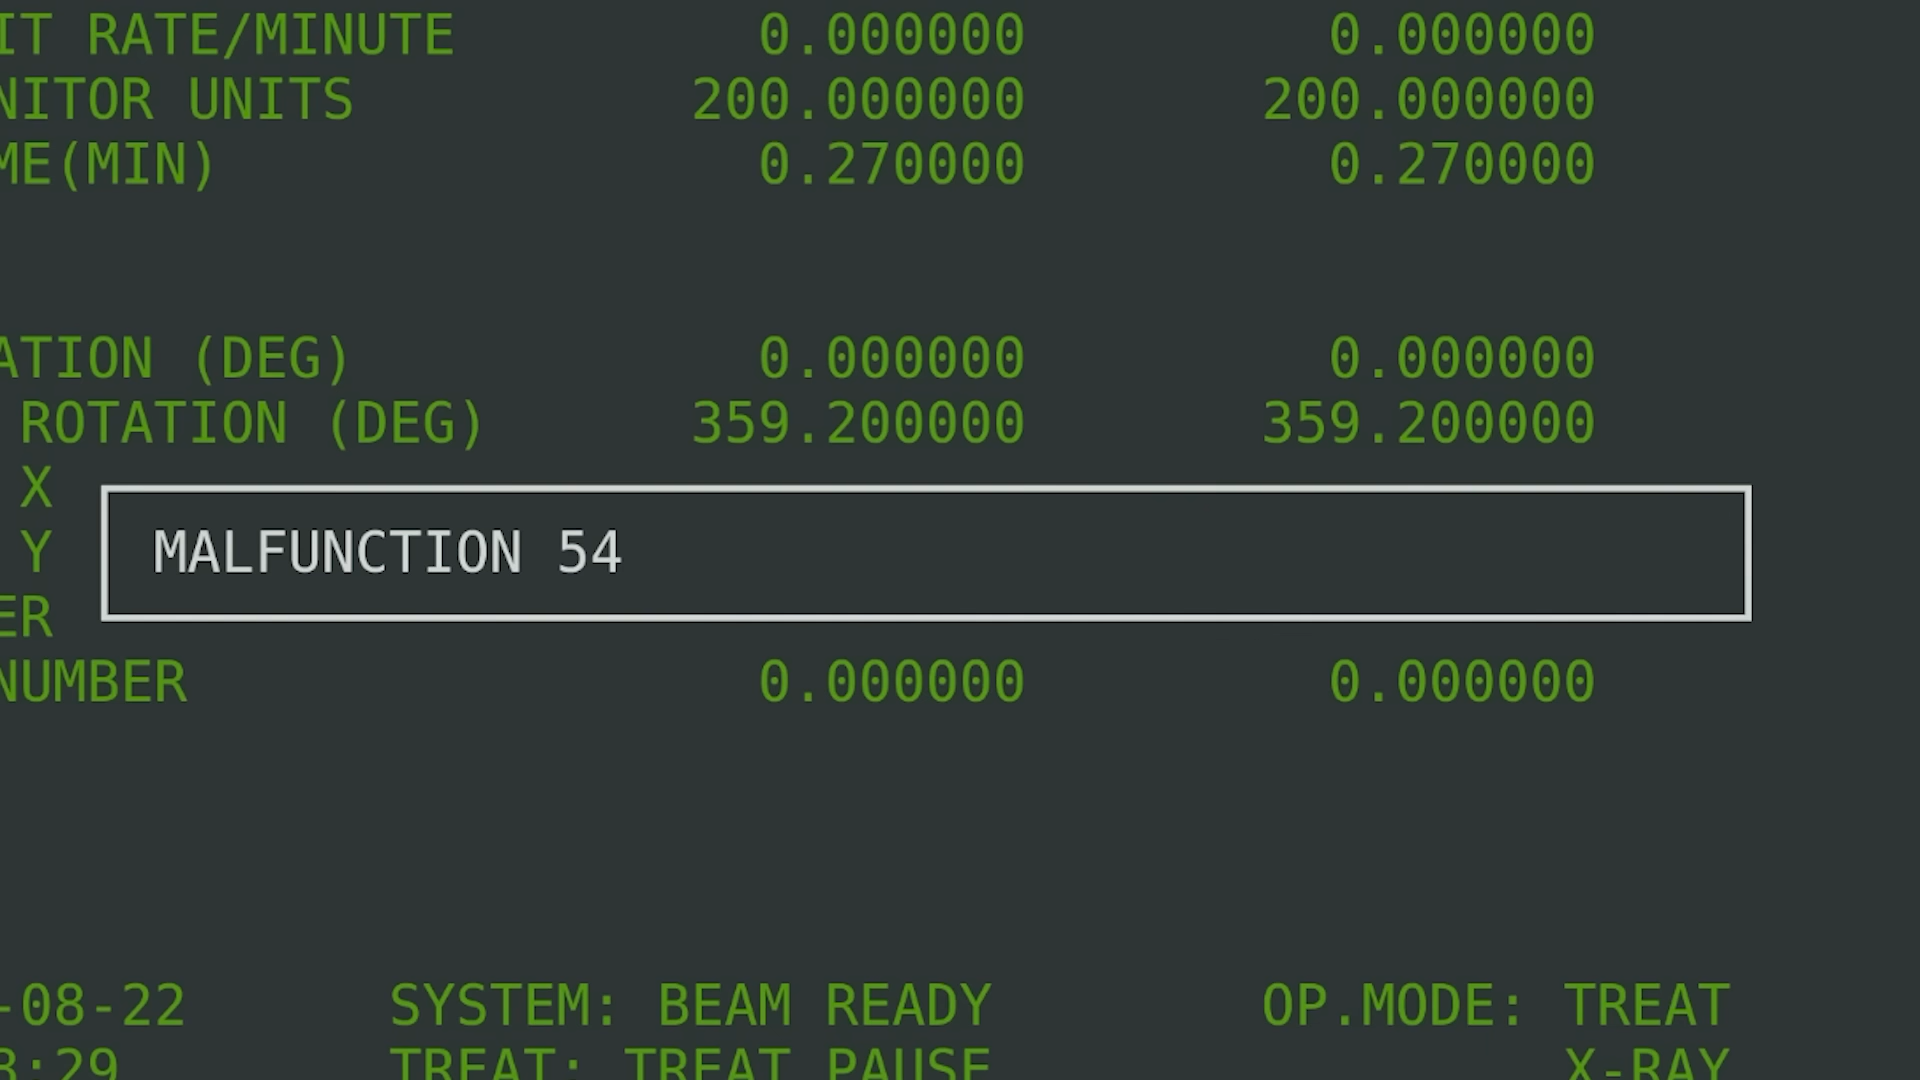 IT RATE/MINUTE 0.000000 0.000000
NITOR UNITS 200.000000 200.000000
ME(MIN) 0.270000 0.270000
ATION (DEG) 0.000000 0.000000
ROTATION (DEG) 359.200000 359.200000
X
Y
MALFUNCTION 54
ER
NUMBER 0.000000 0.000000
-08-22 SYSTEM: BEAM READY OP.MODE: TREAT
:29 TREAT: TREAT PAUSE X-RAY